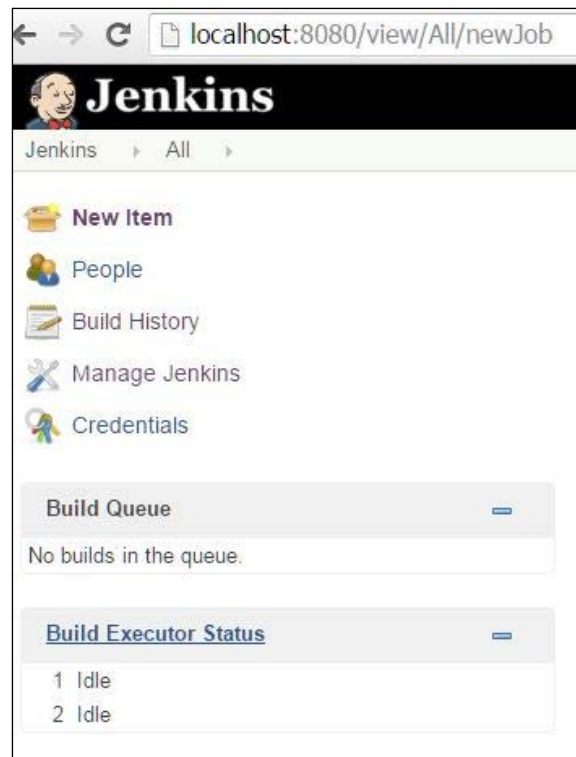 localhost:8080/view/All/newJob
Jenkins
Jenkins All
New Item
People
Build History
Manage Jenkins
Credentials
Build Queue
No builds in the queue.
Build Executor Status
1 Idle
2 Idle